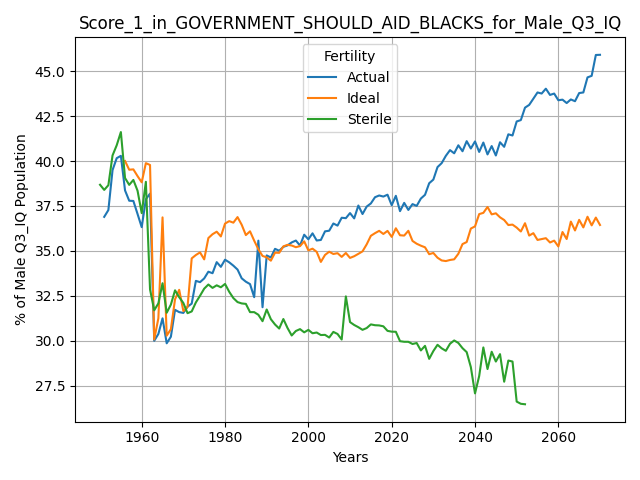 Score_1_in_GOVERNMENT_SHOULD_AID_BLACKS_for_Male_Q3_IQ
Fertility
Actual
Ideal
Sterile
% of Male Q3_IQ Population
45.0
42.5
40.0
37.5
35.0
32.5
30.0
27.5
1960 1980 2000 2020 2040 2060
Years